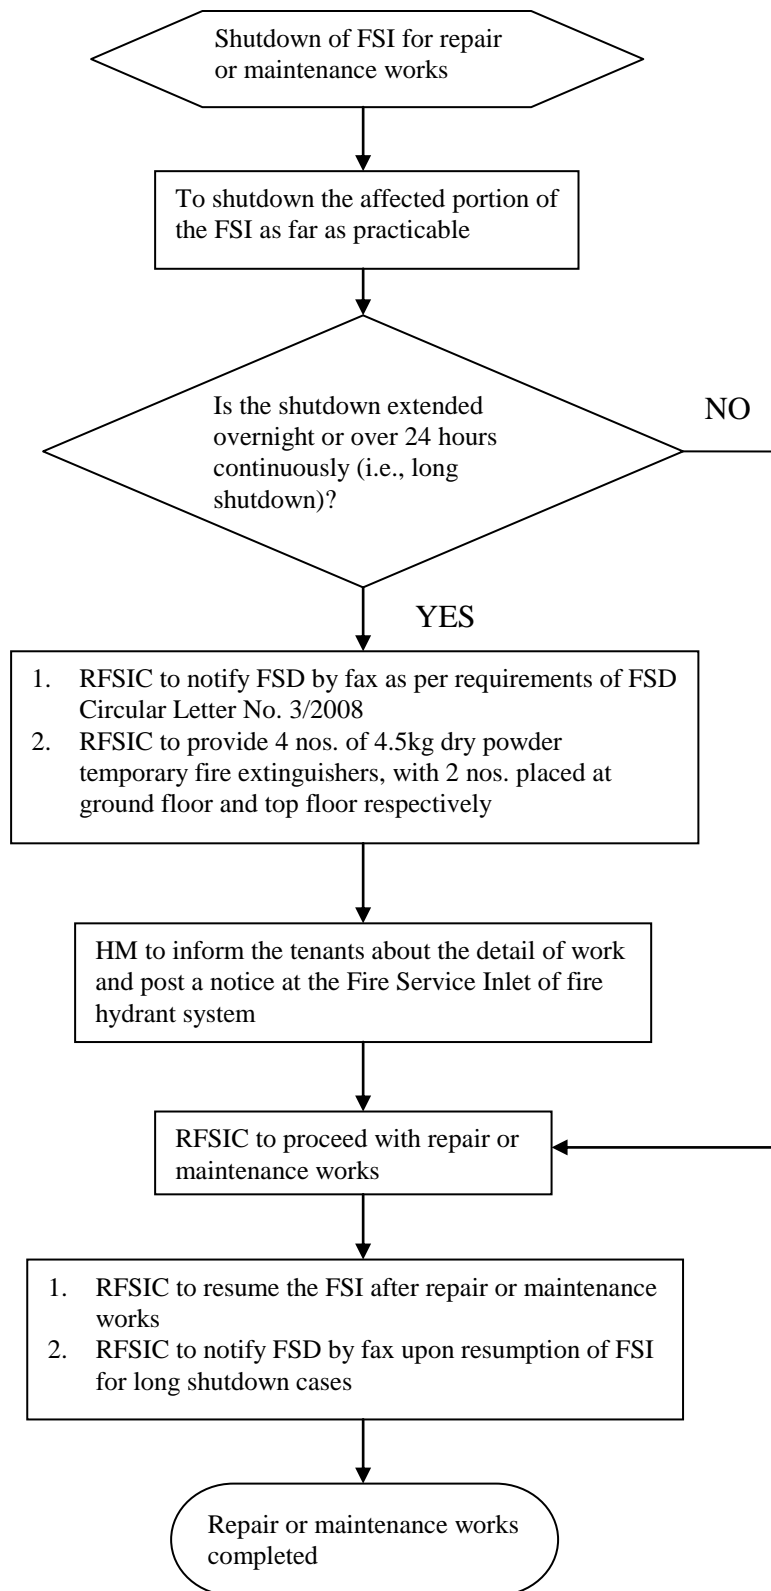 Shutdown of FSI for repair
or maintenance works
To shutdown the affected portion of
the FSI as far as practicable
Is the shutdown extended
overnight or over 24 hours
continuously (i.e., long
shutdown)?
NO
YES
1. RFSIC to notify FSD by fax as per requirements of FSD
Circular Letter No. 3/2008
2. RFSIC to provide 4 nos. of 4.5kg dry powder
temporary fire extinguishers, with 2 nos. placed at
ground floor and top floor respectively
HM to inform the tenants about the detail of work
and post a notice at the Fire Service Inlet of fire
hydrant system
RFSIC to proceed with repair or
maintenance works
1. RFSIC to resume the FSI after repair or maintenance
works
2. RFSIC to notify FSD by fax upon resumption of FSI
for long shutdown cases
Repair or maintenance works
completed